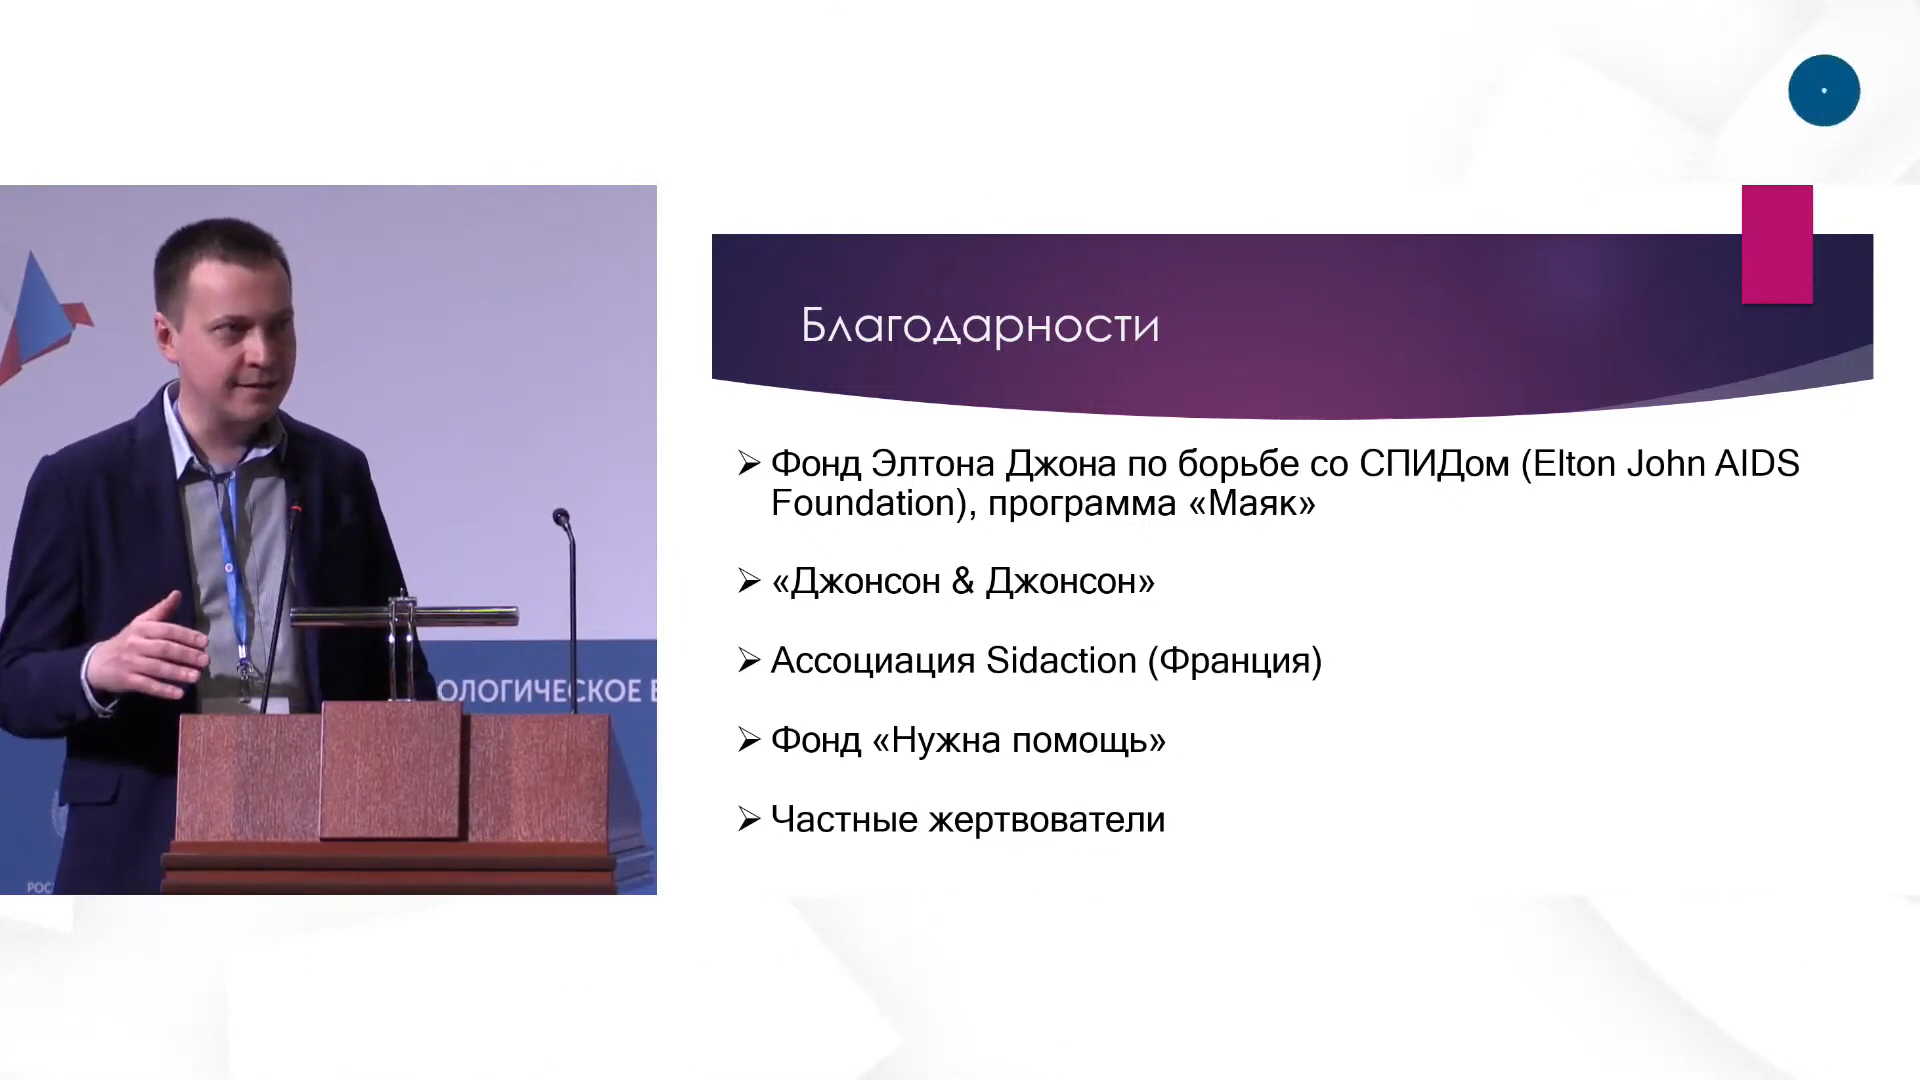 Благодарности
Фонд Элтона Джона по борьбе со СПИДом (Elton John AIDS
Foundation), программа «Маяк»
«Джонсон & Джонсон»
Ассоциация Sidaction (Франция)
Фонд «Нужна помощь»
Частные жертвователи
ОЛОГИЧЕСКОЕ
РОС